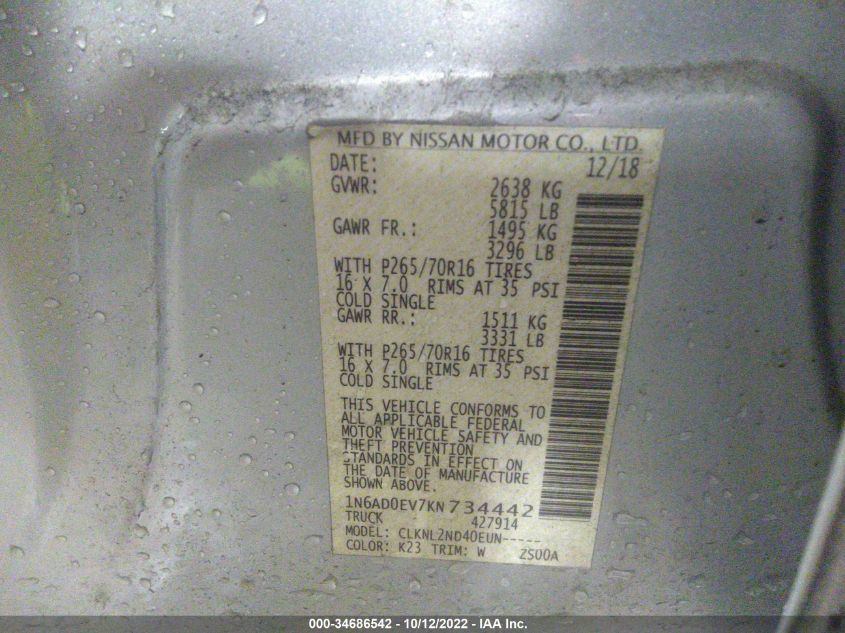 MFD BY NISSAN MOTOR CO., LTD.
DATE: 12/18
GVWR: 2638 KG
5815 LB
GAWR FR.: 1495 KG
3296 LB
WITH P265/70R16 TIRES
16 X 7.0 RIMS AT 35 PSI
COLD SINGLE
GAWR RR.: 1511 KG
3331 LB
WITH P265/70R16 TIRES
16 X 7.0 RIMS AT 35 PSI
COLD SINGLE
THIS VEHICLE CONFORMS TO
ALL APPLICABLE FEDERAL
MOTOR VEHICLE SAFETY AND
THEFT PREVENTION
STANDARDS IN EFFECT ON
THE DATE OF MANUFACTURE
SHOWN ABOVE.
1N6AD0EV7KN734442
TRUCK 427914
MODEL: CLKNL2ND40EUN-----
COLOR: K23 TRIM: W ZS00A
000-34686542 - 10/12/2022 - IAA Inc.